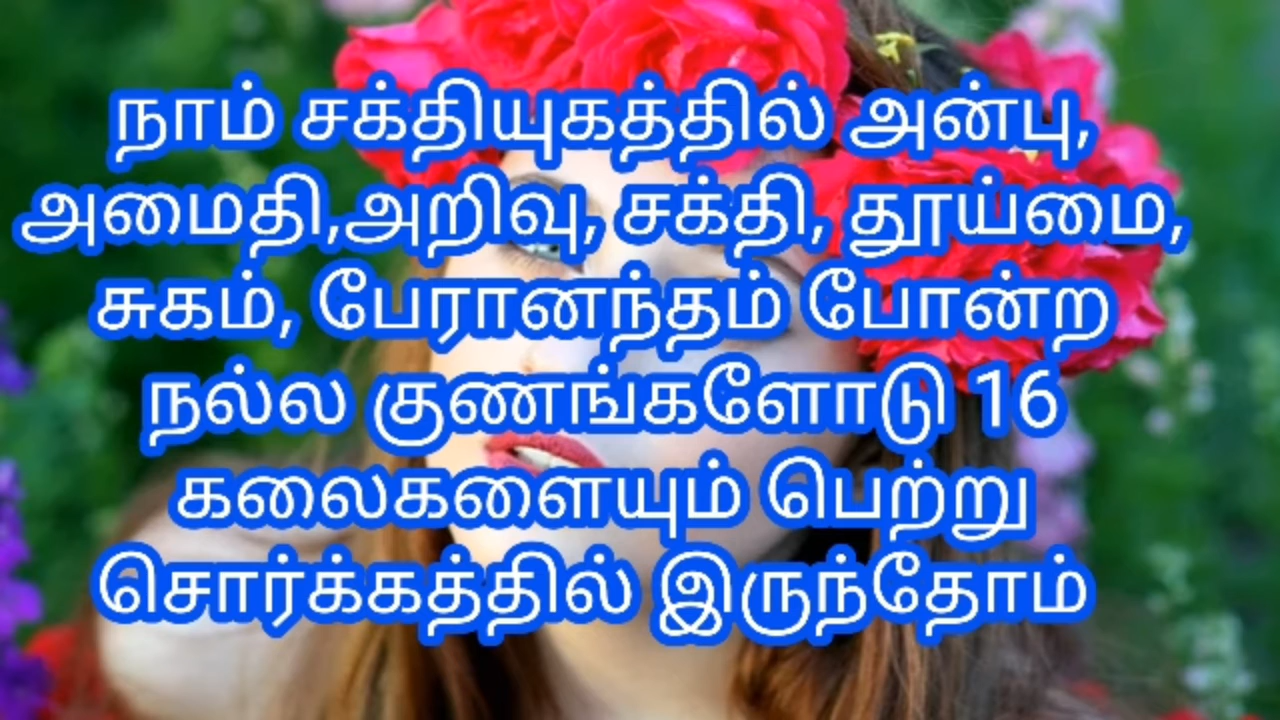 நாம் சக்தியுகத்தில் அன்பு,
அமைதி,அறிவு, சக்தி, தூய்மை,
சுகம், பேரானந்தம் போன்ற
நல்ல குணங்களோடு 16
கலைகளையும் பெற்று
சொர்க்கத்தில் இருந்தோம்